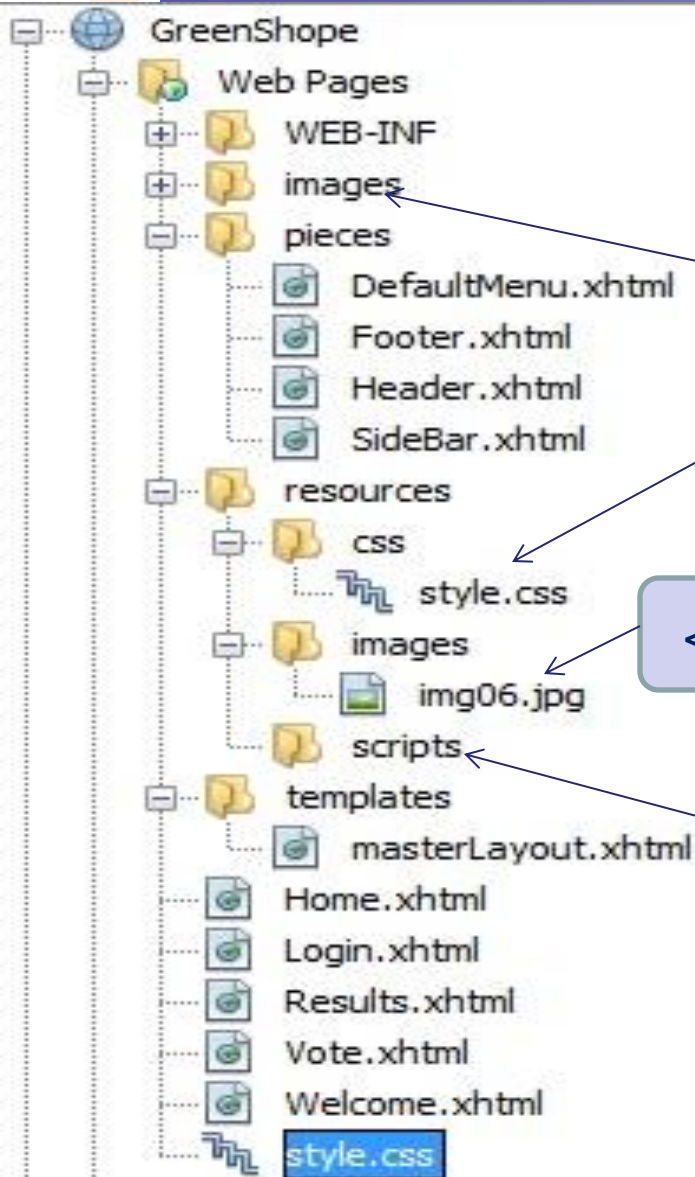 GreenShope
Web Pages
WEB-INF
images
pieces
DefaultMenu.xhtml
Footer.xhtml
Header.xhtml
SideBar.xhtml
resources
css
style.css
images
<
img06.jpg
scripts
templates
masterLayout.xhtml
Home.xhtml
Login.xhtml
Results.xhtml
Vote.xhtml
Welcome.xhtml
style.css